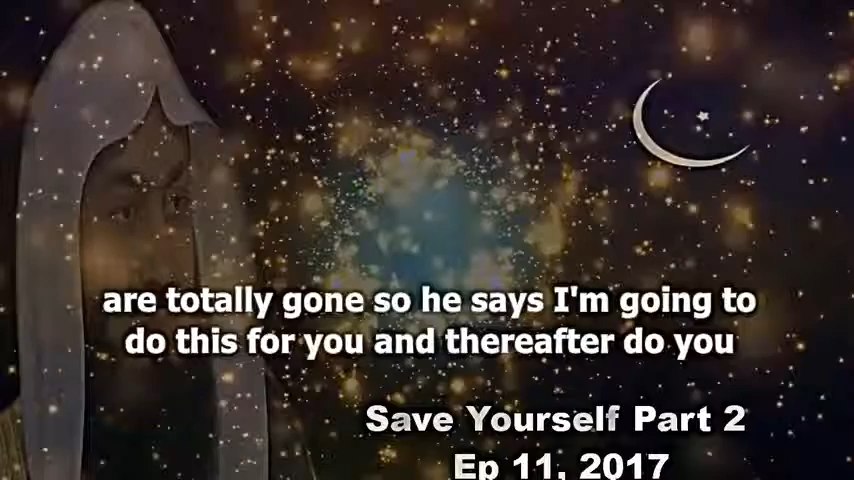 are totally gone so he says I'm going to
do this for you and thereafter do you
Save Yourself Part 2
Ep 11, 2017